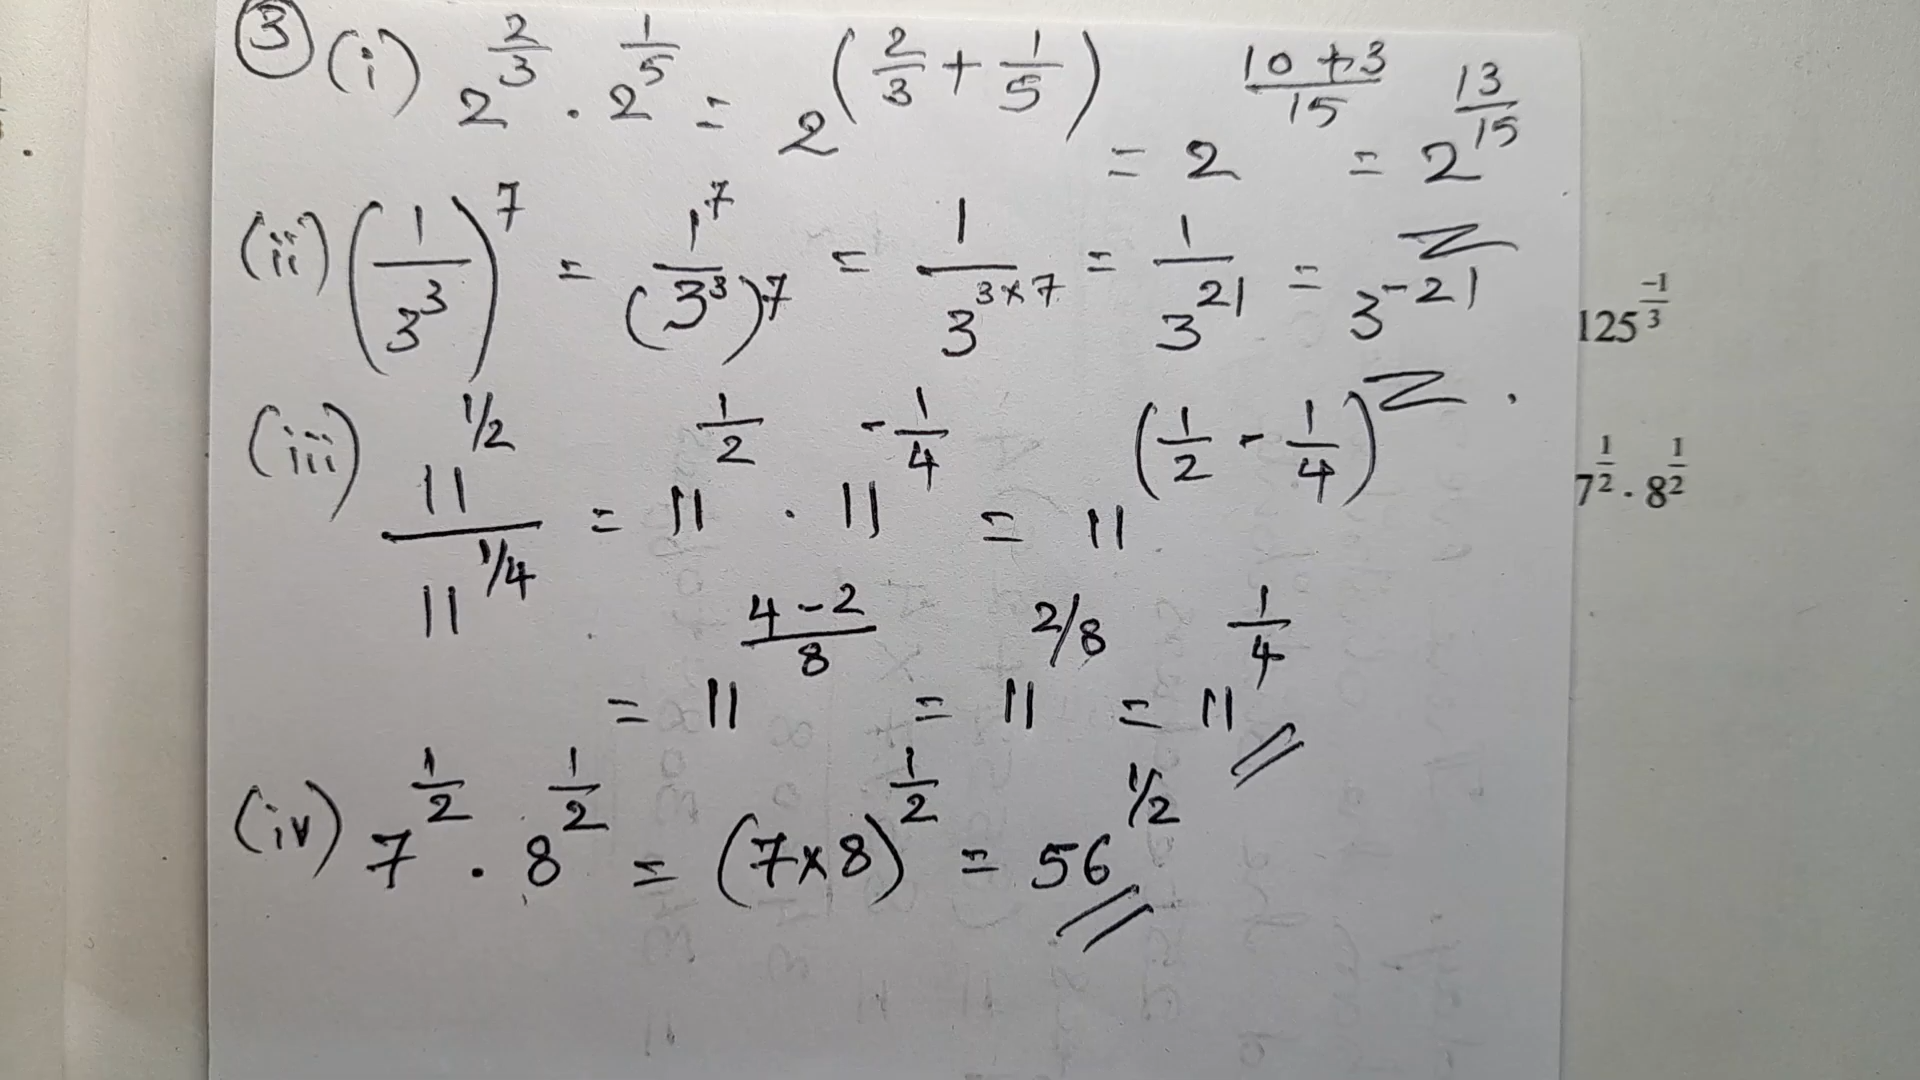 ③ (i) 2^(2/3) . 2^(1/5) = 2^(2/3 + 1/5) = 2^((10+3)/15) = 2^(13/15)
(ii) (1/3^3)^7 = 1^7/(3^3)^7 = 1/3^(3×7) = 1/3^21 = 3^-21
125^(-1/3)
(iii) 11^(1/2)/11^(1/4) = 11^(1/2) . 11^(-1/4) = 11^(1/2 - 1/4)
7^(1/2) . 8^(1/2)
= 11^((4-2)/8) = 11^(2/8) = 11^(1/4)
(iv) 7^(1/2) . 8^(1/2) = (7×8)^(1/2) = 56^(1/2)